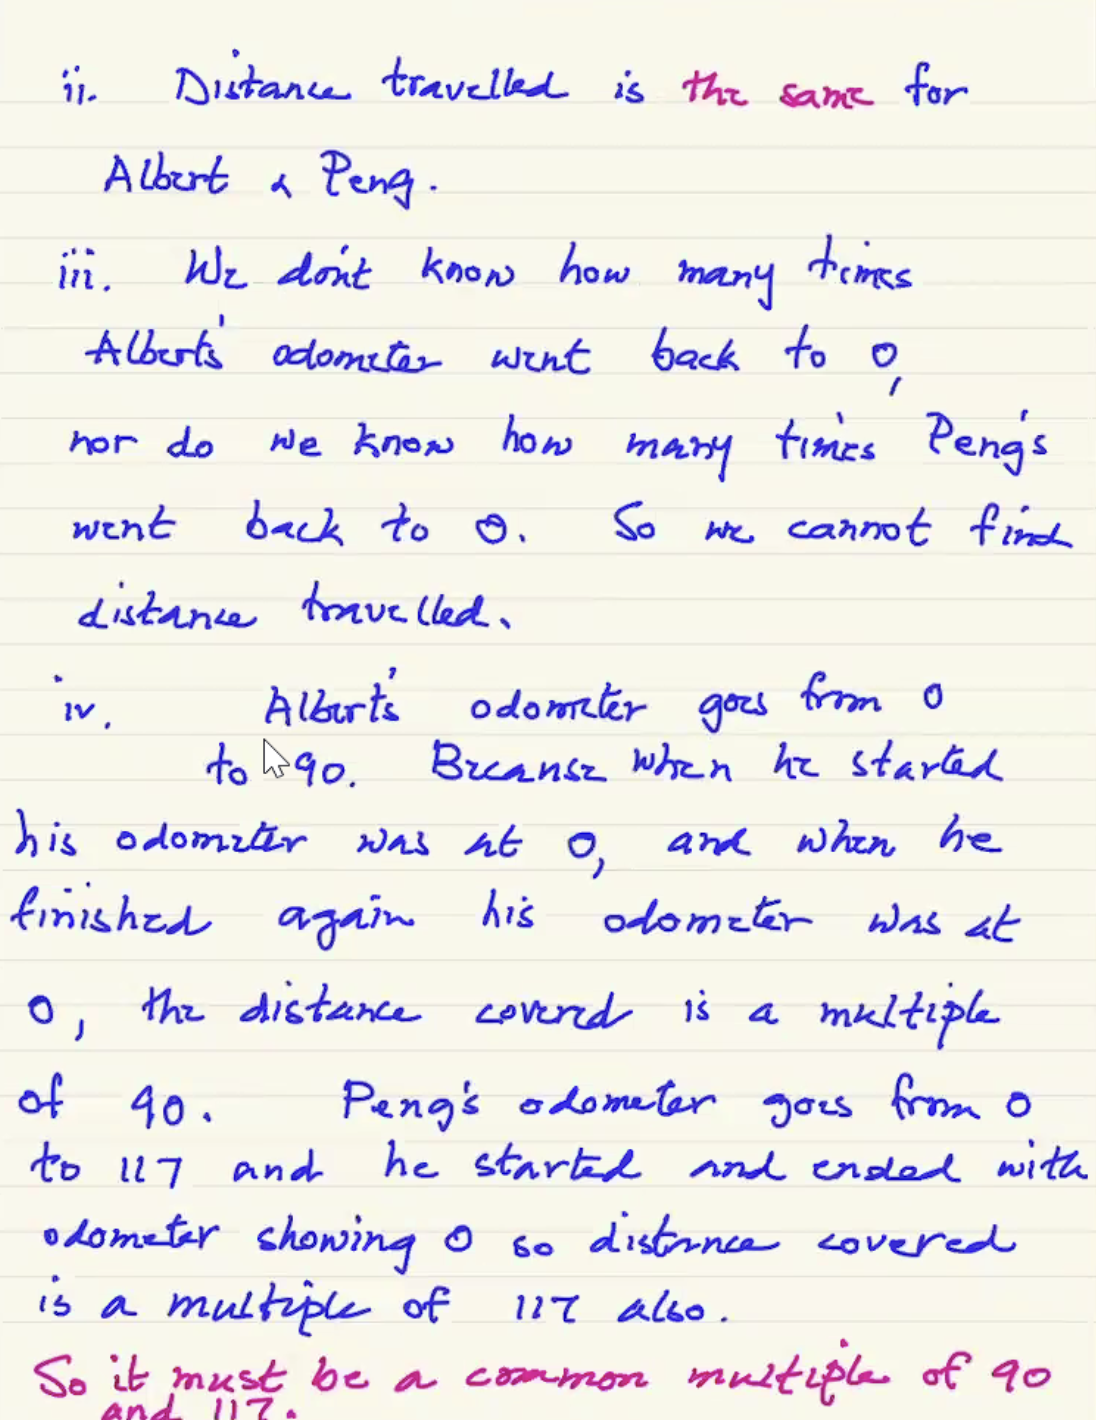 ii. Distance travelled is the same for
Albert & Peng.
iii. We don't know how many times
Albert's odometer went back to 0,
nor do we know how many times Peng's
went back to 0. So we cannot find
distance travelled.
iv. Albert's odometer goes from 0
to 90. Because when he started
his odometer was at 0, and when he
finished again his odometer was at
0, the distance covered is a multiple
of 90. Peng's odometer goes from 0
to 117 and he started and ended with
odometer showing 0 so distance covered
is a multiple of 117 also.
So it must be a common multiple of 90
and 117.